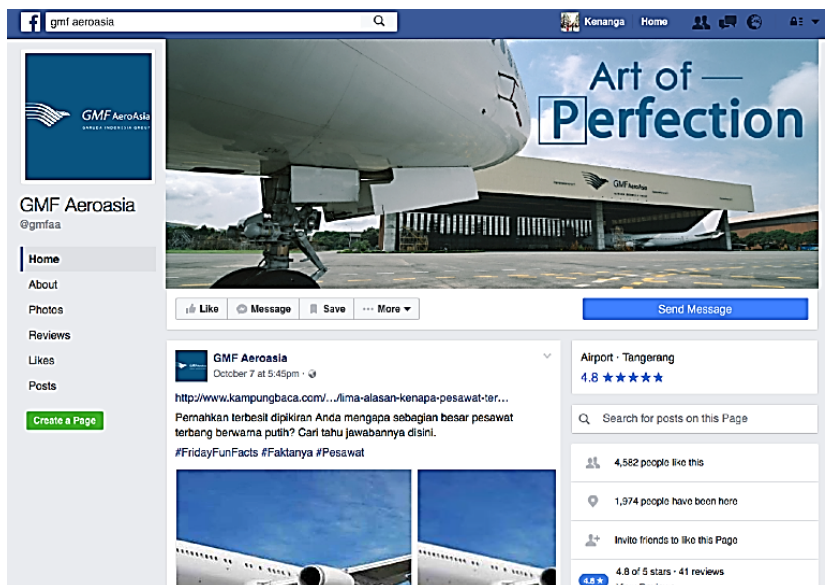 gmf aeroasia
Kenanga
Home
GMF AeroAsia
GARUDA INDONESIA GROUP
Art of
Perfection
GMF AeroAsia
GMF Aeroasia
@gmfaa
Home
About
Photos
Reviews
Likes
Posts
Create a Page
Like
Message
Save
More
Send Message
GMF Aeroasia
October 7 at 5:45pm
http://www.kampungbaca.com/.../lima-alasan-kenapa-pesawat-ter...
Pernahkan terbesit dipikiran Anda mengapa sebagian besar pesawat
terbang berwarna putih? Cari tahu jawabannya disini.
#FridayFunFacts #Faktanya #Pesawat
Airport · Tangerang
4.8 ★★★★★
Search for posts on this Page
4,582 people like this
1,974 people have been here
Invite friends to like this Page
4.8 ★
4.8 of 5 stars · 41 reviews